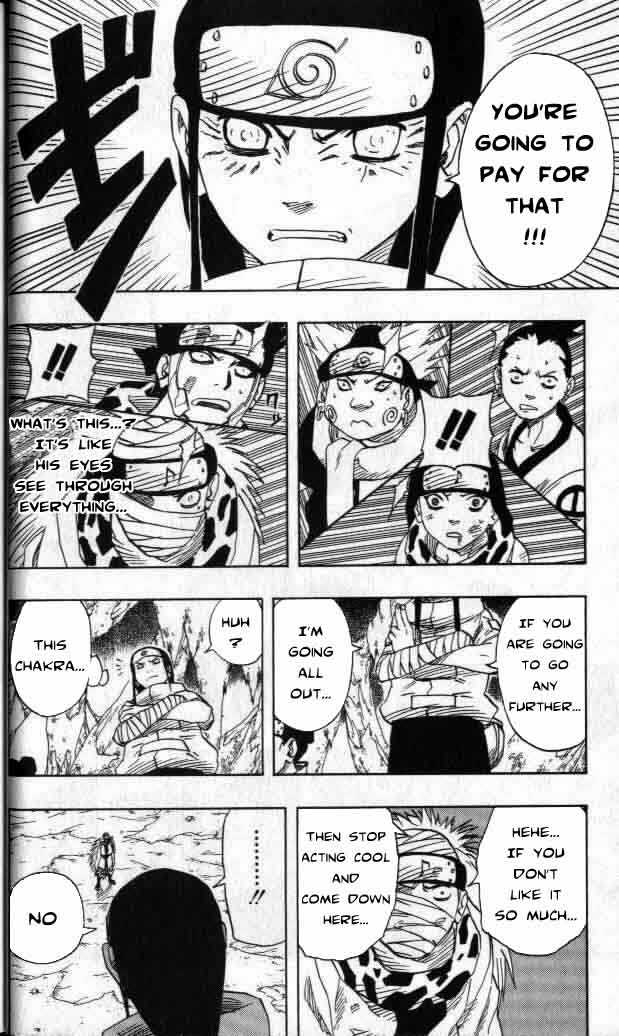 YOU'RE
GOING TO
PAY FOR
THAT
!!!
ギン
!!
!!
WHAT'S THIS...?
IT'S LIKE
HIS EYES
SEE THROUGH
EVERYTHING...
IF YOU
ARE GOING
TO GO
ANY
FURTHER...
I'M
GOING
ALL
OUT...
HUH
?
THIS
CHAKRA...
HEHE...
IF YOU
DON'T
LIKE IT
SO MUCH...
THEN STOP
ACTING COOL
AND
COME DOWN
HERE...
........!!
NO